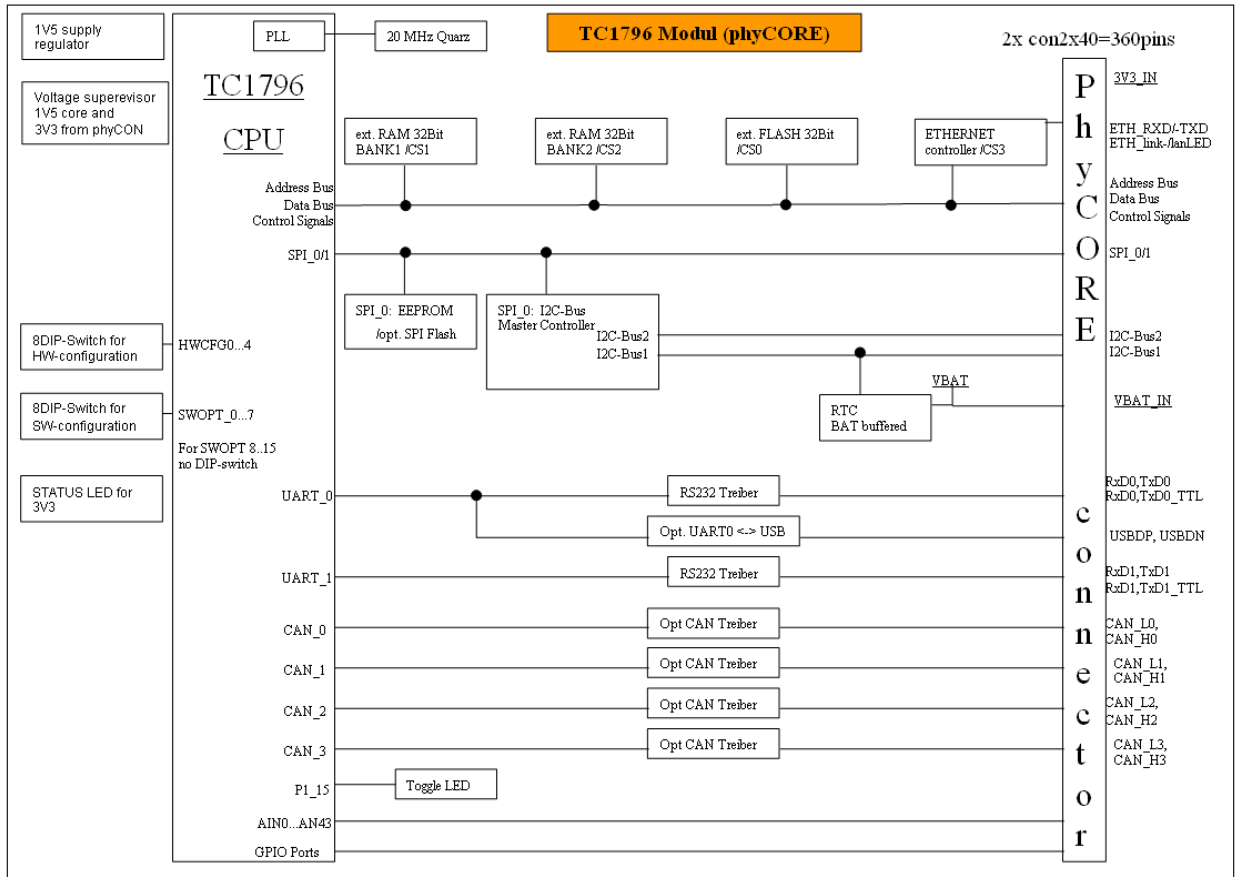 1V5 supply
regulator
PLL
20 MHz Quarz
TC1796 Modul (phyCORE)
2x con2x40=360pins
TC1796
CPU
Voltage superevisor
1V5 core and
3V3 from phyCON
ext. RAM 32Bit
BANK1 /CS1
ext. RAM 32Bit
BANK2 /CS2
ext. FLASH 32Bit
/CS0
ETHERNET
controller /CS3
PhyCORE connector
3V3_IN
ETH_RXD/-TXD
ETH_link-/lanLED
Address Bus
Data Bus
Control Signals
Address Bus
Data Bus
Control Signals
SPI_0/1
SPI_0/1
SPI_0: EEPROM
/opt. SPI Flash
SPI_0: I2C-Bus
Master Controller
I2C-Bus2
I2C-Bus1
I2C-Bus2
I2C-Bus1
8DIP-Switch for
HW-configuration
HWCFG0...4
VBAT
VBAT_IN
RTC
BAT buffered
8DIP-Switch for
SW-configuration
SWOPT_0...7
For SWOPT 8..15
no DIP-switch
STATUS LED for
3V3
UART_0
RS232 Treiber
RxD0,TxD0
RxD0,TxD0_TTL
Opt. UART0 <-> USB
USBDP, USBDN
UART_1
RS232 Treiber
RxD1,TxD1
RxD1,TxD1_TTL
CAN_0
Opt CAN Treiber
CAN_L0,
CAN_H0
CAN_1
Opt CAN Treiber
CAN_L1,
CAN_H1
CAN_2
Opt CAN Treiber
CAN_L2,
CAN_H2
CAN_3
Opt CAN Treiber
CAN_L3,
CAN_H3
P1_15
Toggle LED
AIN0...AN43
GPIO Ports